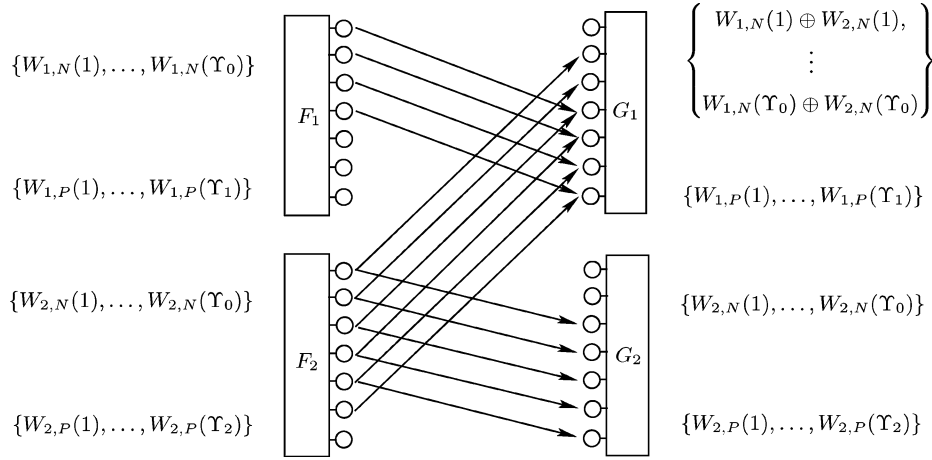 {W_{1,N}(1), …, W_{1,N}(ϒ_0)}
{W_{1,P}(1), …, W_{1,P}(ϒ_1)}
{W_{2,N}(1), …, W_{2,N}(ϒ_0)}
{W_{2,P}(1), …, W_{2,P}(ϒ_2)}
F_1
F_2
G_1
G_2
{W_{1,N}(1) ⊕ W_{2,N}(1),
⋮
W_{1,N}(ϒ_0) ⊕ W_{2,N}(ϒ_0)}
{W_{1,P}(1), …, W_{1,P}(ϒ_1)}
{W_{2,N}(1), …, W_{2,N}(ϒ_0)}
{W_{2,P}(1), …, W_{2,P}(ϒ_2)}